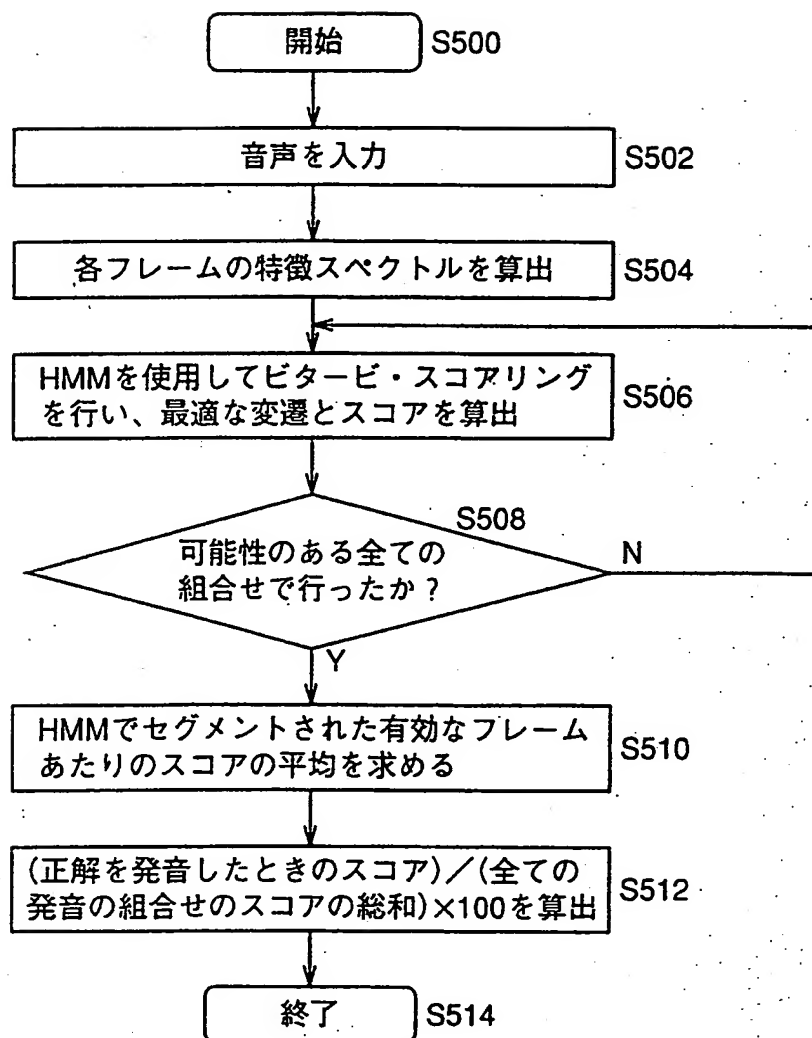 開始 S500
音声を入力 S502
各フレームの特徴スペクトルを算出 S504
HMMを使用してビタービ・スコアリング
を行い、最適な変遷とスコアを算出 S506
S508
可能性のある全ての
組合せで行ったか？
N
Y
HMMでセグメントされた有効なフレーム
あたりのスコアの平均を求める S510
(正解を発音したときのスコア)／(全ての
発音の組合せのスコアの総和)×100を算出 S512
終了 S514